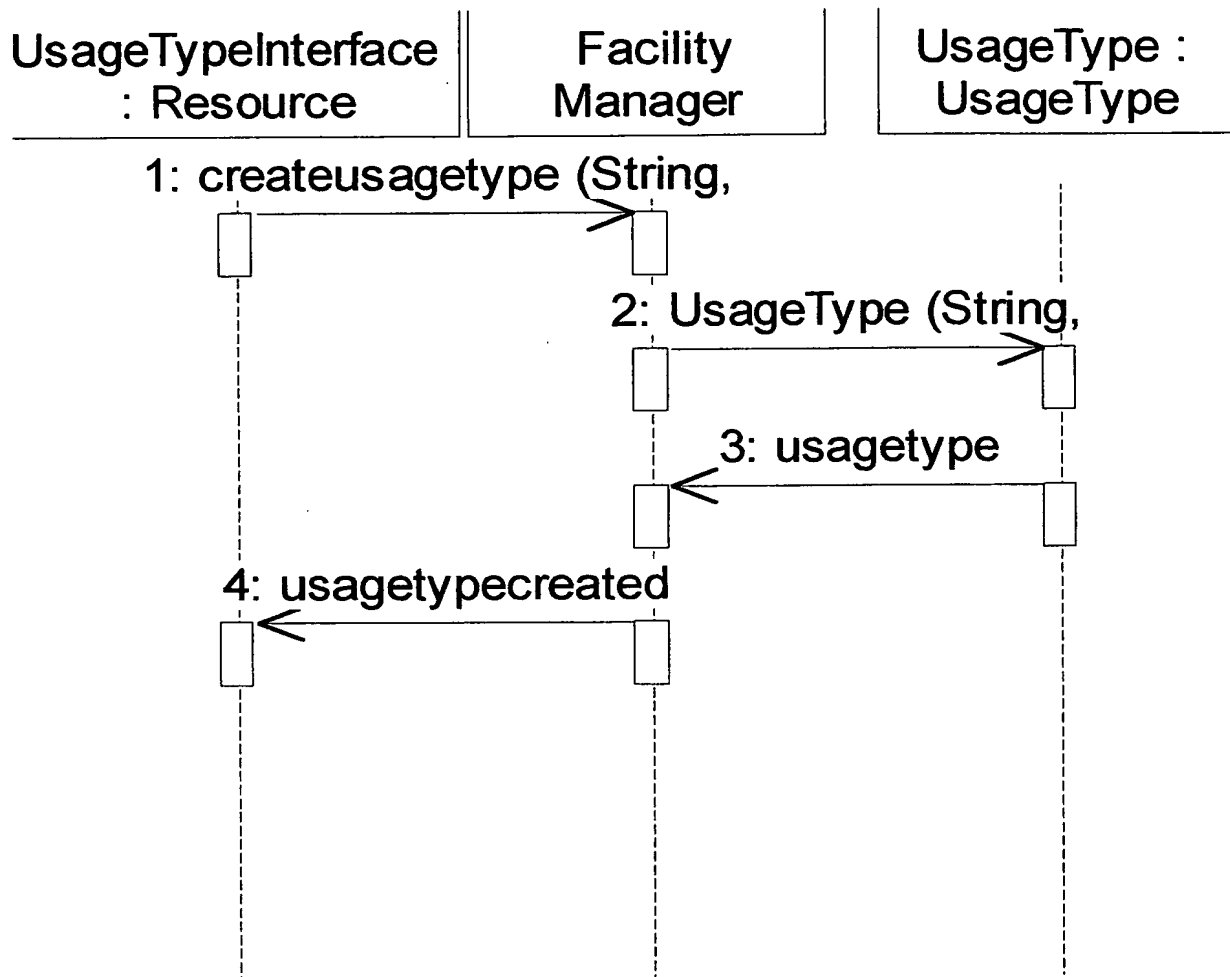 UsageTypeInterface
: Resource
Facility
Manager
UsageType :
UsageType
1: createusagetype (String,
2: UsageType (String,
3: usagetype
4: usagetypecreated